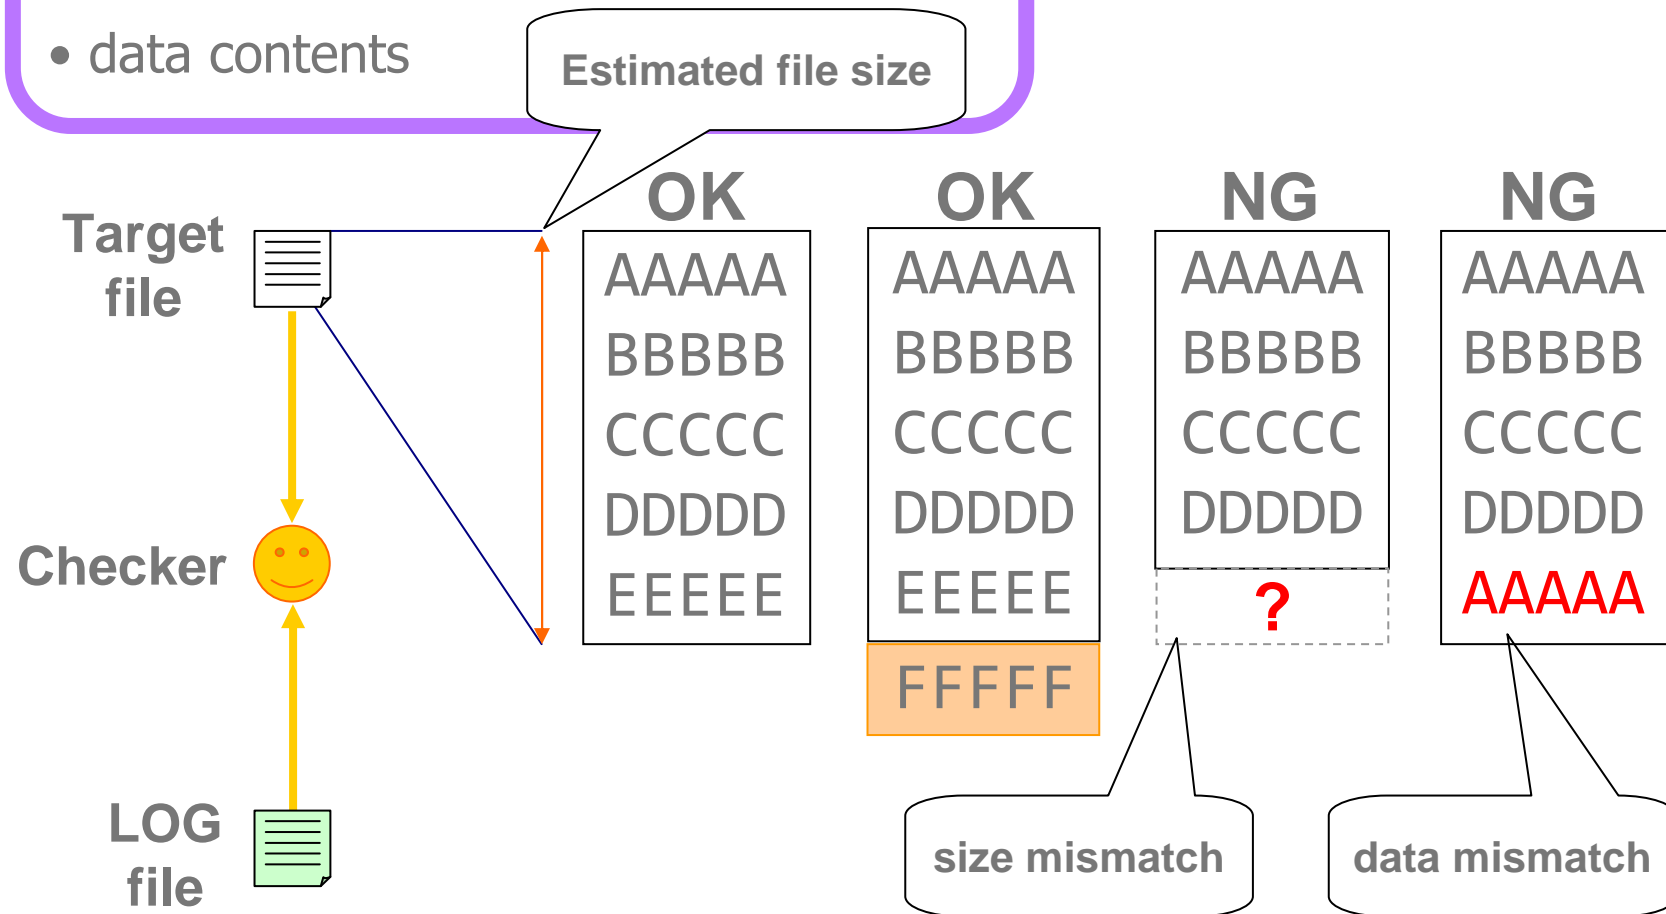 • data contents
Estimated file size
OK
OK
NG
NG
Target
file
AAAAA
BBBBB
CCCCC
DDDDD
EEEEE
AAAAA
BBBBB
CCCCC
DDDDD
EEEEE
FFFFF
AAAAA
BBBBB
CCCCC
DDDDD
?
AAAAA
BBBBB
CCCCC
DDDDD
AAAAA
Checker
LOG
file
size mismatch
data mismatch